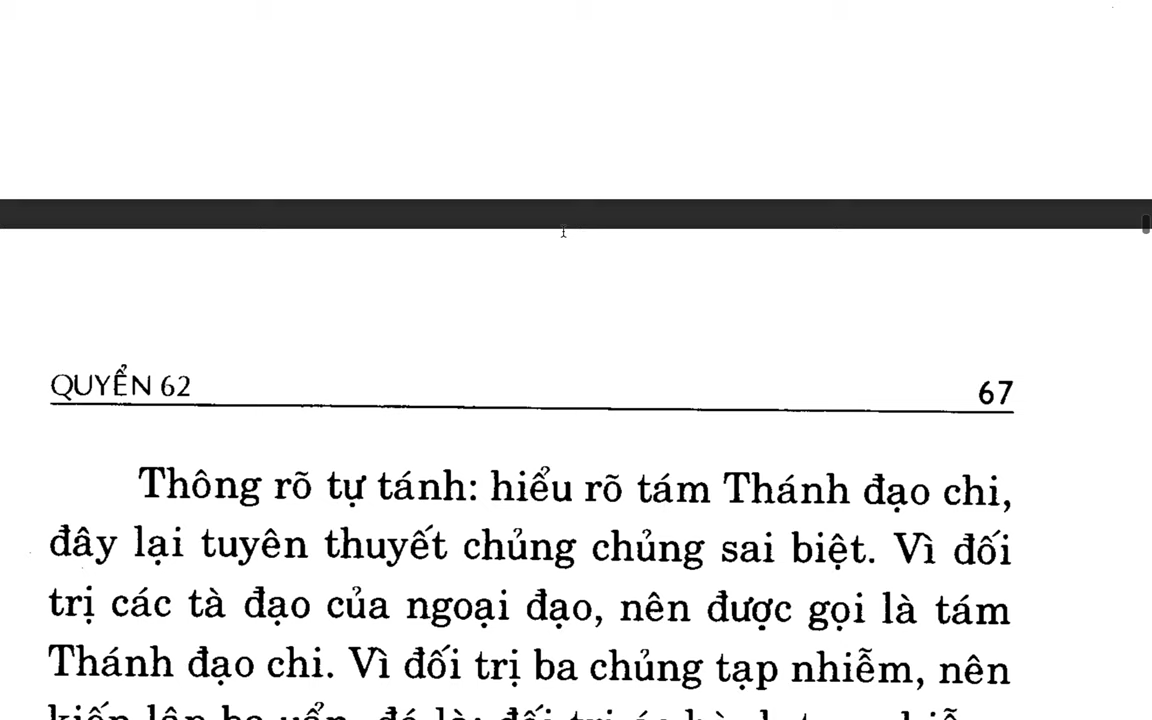 QUYỂN 62
67
Thông rõ tự tánh: hiểu rõ tám Thánh đạo chi,
đây lại tuyên thuyết chủng chủng sai biệt. Vì đối
trị các tà đạo của ngoại đạo, nên được gọi là tám
Thánh đạo chi. Vì đối trị ba chủng tạp nhiễm, nên